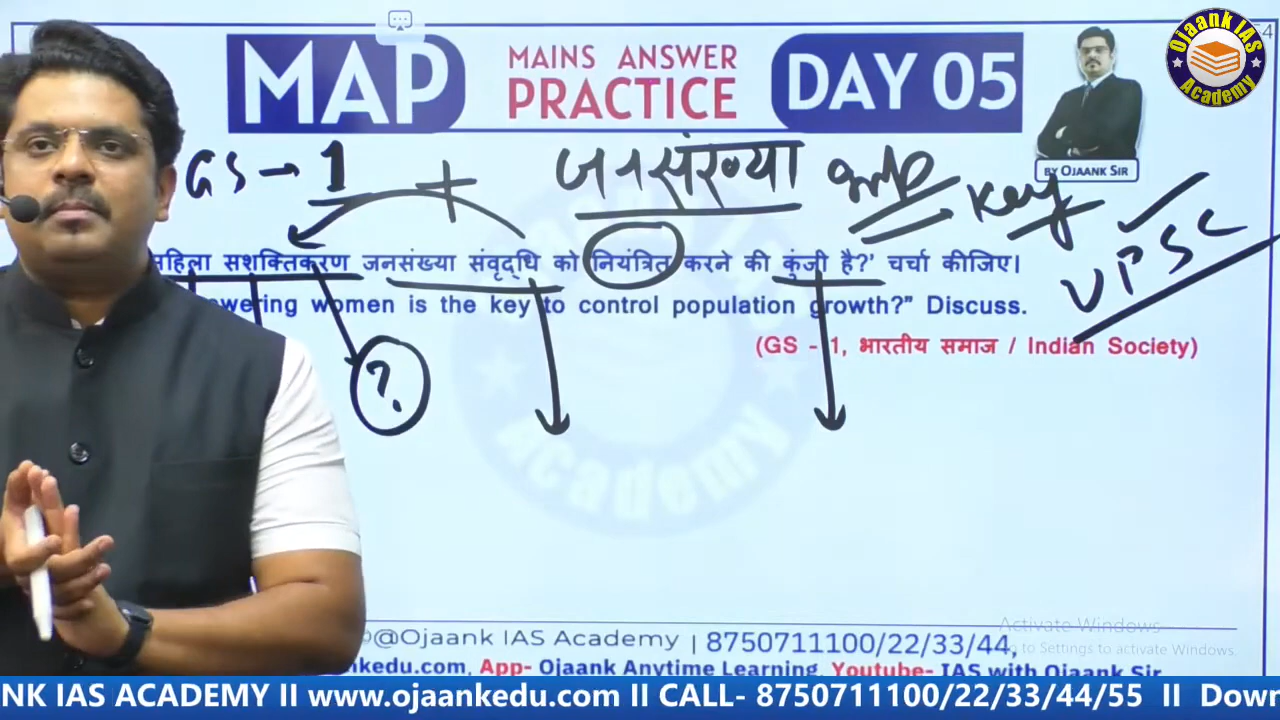 MAP
MAINS ANSWER
PRACTICE
DAY 05
Ojaank IAS
Academy
54
BY OJAANK SIR
GS → 1
जनसंख्या
key
UPSC
महिला सशक्तिकरण जनसंख्या संवृद्धि को नियंत्रित करने की कुंजी है?' चर्चा कीजिए।
wering women is the key to control population growth?" Discuss.
(GS - 1, भारतीय समाज / Indian Society)
?
Academy
Activate Windows
Go to Settings to activate Windows.
@Ojaank IAS Academy | 8750711100/22/33/44,
nkedu.com, App- Ojaank Anytime Learning, Youtube- IAS with Ojaank Sir
NK IAS ACADEMY II www.ojaankedu.com II CALL- 8750711100/22/33/44/55 II Down